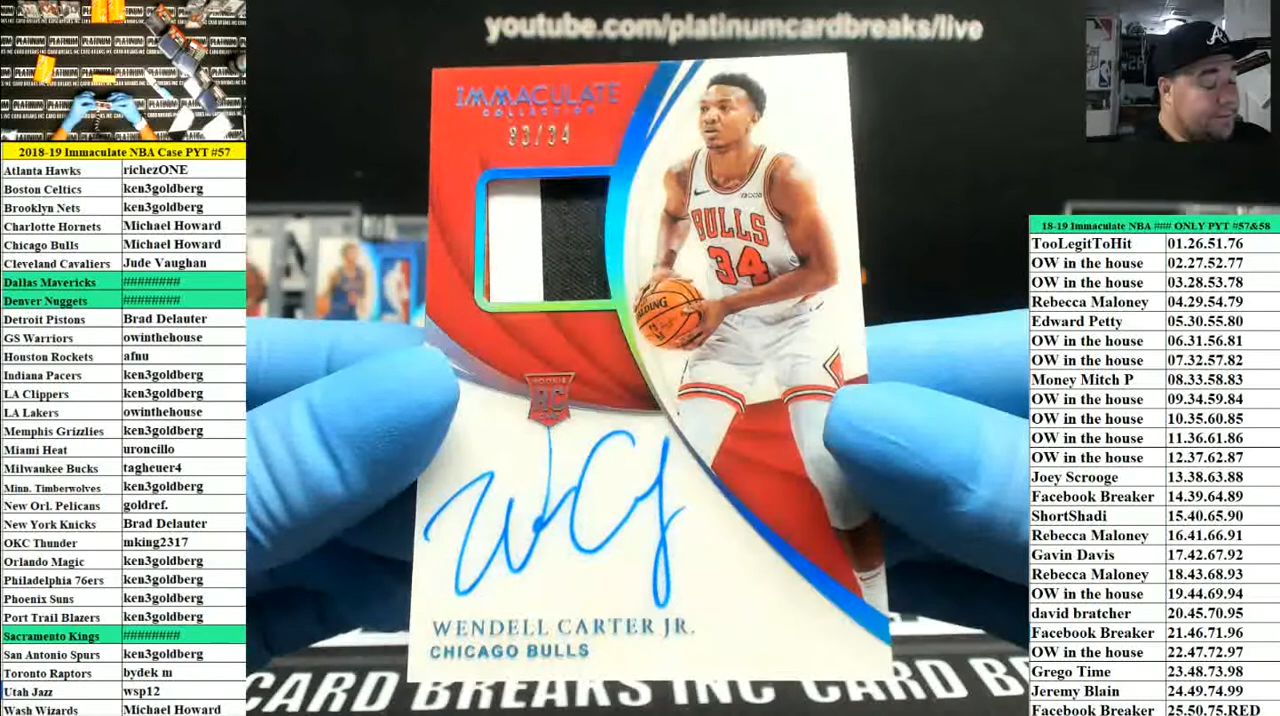 youtube.com/platinumcardbreaks/live
2018-19 Immaculate NBA Case PYT #57
Atlanta Hawks richezONE
Boston Celtics ken3goldberg
Brooklyn Nets ken3goldberg
Charlotte Hornets Michael Howard
Chicago Bulls Michael Howard
Cleveland Cavaliers Jude Vaughan
Dallas Mavericks ########
Denver Nuggets ########
Detroit Pistons Brad Delauter
GS Warriors owinthehouse
Houston Rockets afnu
Indiana Pacers ken3goldberg
LA Clippers ken3goldberg
LA Lakers owinthehouse
Memphis Grizzlies ken3goldberg
Miami Heat uroncillo
Milwaukee Bucks tagheuer4
Minn. Timberwolves ken3goldberg
New Orl. Pelicans goldref.
New York Knicks Brad Delauter
OKC Thunder mking2317
Orlando Magic ken3goldberg
Philadelphia 76ers ken3goldberg
Phoenix Suns ken3goldberg
Port Trail Blazers ken3goldberg
Sacramento Kings ########
San Antonio Spurs ken3goldberg
Toronto Raptors bydek m
Utah Jazz wsp12
Wash Wizards Michael Howard
IMMACULATE
COLLECTION
33/34
BULLS
34
SPALDING
ROOKIE
RC
WENDELL CARTER JR.
CHICAGO BULLS
CARD BREAKS INC CARD BRE
18-19 Immaculate NBA ### ONLY PYT #57&58
TooLegitToHit 01.26.51.76
OW in the house 02.27.52.77
OW in the house 03.28.53.78
Rebecca Maloney 04.29.54.79
Edward Petty 05.30.55.80
OW in the house 06.31.56.81
OW in the house 07.32.57.82
Money Mitch P 08.33.58.83
OW in the house 09.34.59.84
OW in the house 10.35.60.85
OW in the house 11.36.61.86
OW in the house 12.37.62.87
Joey Scrooge 13.38.63.88
Facebook Breaker 14.39.64.89
ShortShadi 15.40.65.90
Rebecca Maloney 16.41.66.91
Gavin Davis 17.42.67.92
Rebecca Maloney 18.43.68.93
OW in the house 19.44.69.94
david bratcher 20.45.70.95
Facebook Breaker 21.46.71.96
OW in the house 22.47.72.97
Grego Time 23.48.73.98
Jeremy Blain 24.49.74.99
Facebook Breaker 25.50.75.RED